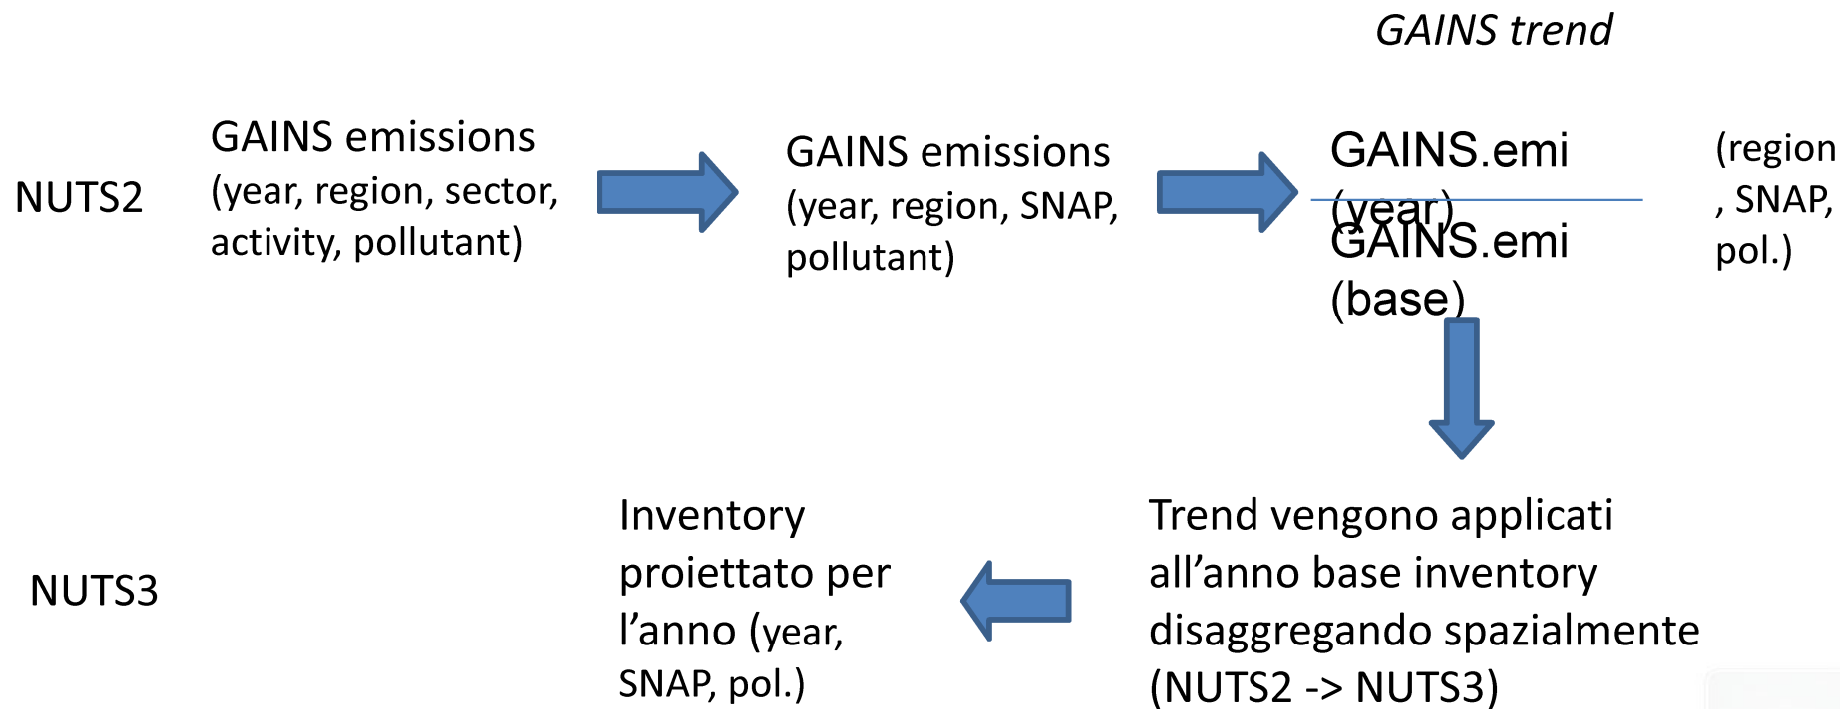 GAINS trend
NUTS2
GAINS emissions
(year, region, sector,
activity, pollutant)
GAINS emissions
(year, region, SNAP,
pollutant)
GAINS.emi
(year)
GAINS.emi
(base)
(region
, SNAP,
pol.)
NUTS3
Inventory
proiettato per
l’anno (year,
SNAP, pol.)
Trend vengono applicati
all’anno base inventory
disaggregando spazialmente
(NUTS2 -> NUTS3)